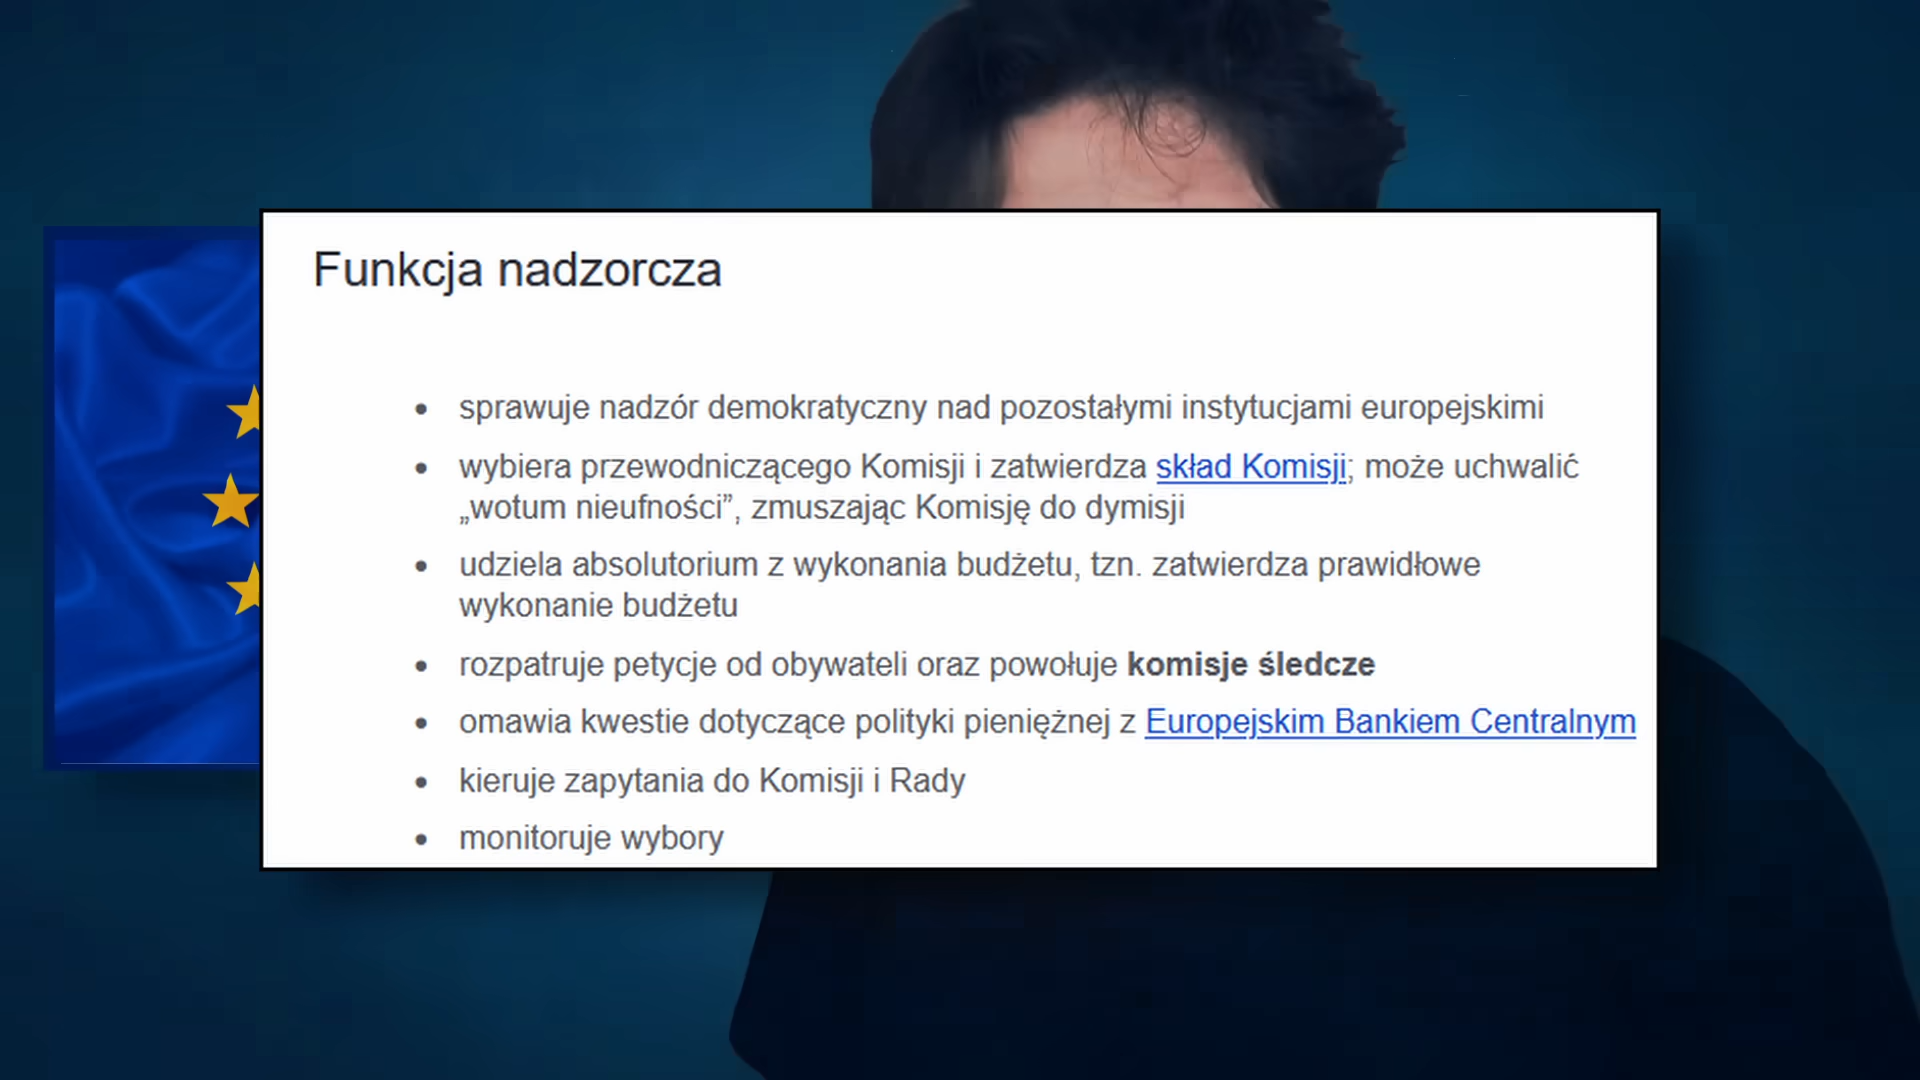 Funkcja nadzorcza
• sprawuje nadzór demokratyczny nad pozostałymi instytucjami europejskimi
• wybiera przewodniczącego Komisji i zatwierdza skład Komisji; może uchwalić
„wotum nieufności”, zmuszając Komisję do dymisji
• udziela absolutorium z wykonania budżetu, tzn. zatwierdza prawidłowe
wykonanie budżetu
• rozpatruje petycje od obywateli oraz powołuje komisje śledcze
• omawia kwestie dotyczące polityki pieniężnej z Europejskim Bankiem Centralnym
• kieruje zapytania do Komisji i Rady
• monitoruje wybory